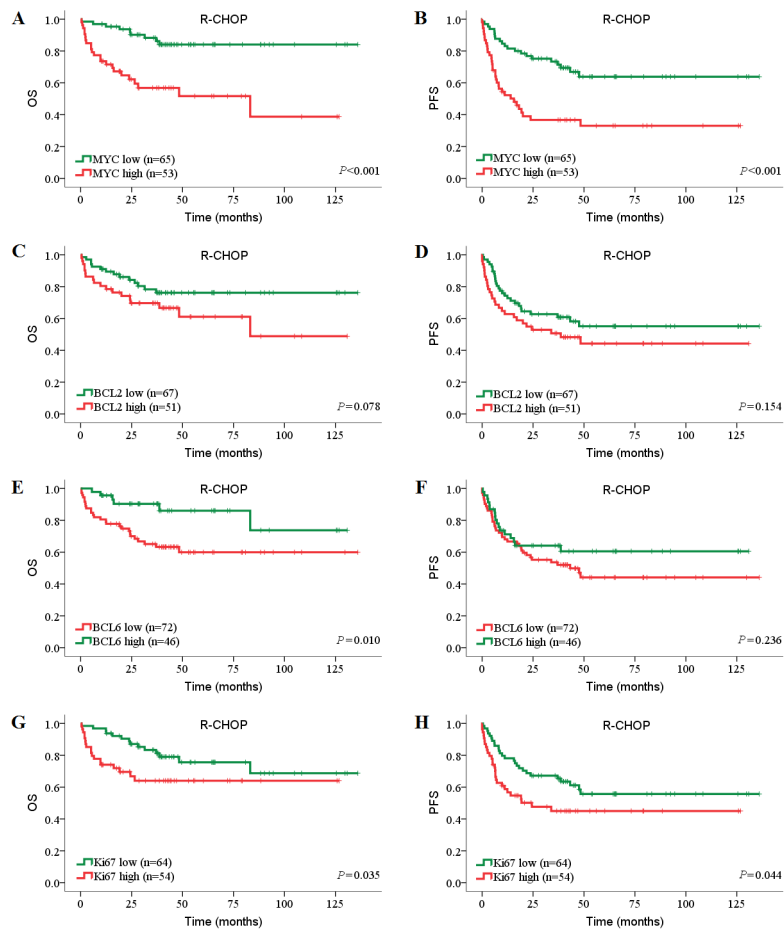 A
R-CHOP
OS
1.0
0.8
0.6
0.4
0.2
0.0
MYC low (n=65)
MYC high (n=53)
P<0.001
0 25 50 75 100 125
Time (months)
B
R-CHOP
PFS
1.0
0.8
0.6
0.4
0.2
0.0
MYC low (n=65)
MYC high (n=53)
P<0.001
0 25 50 75 100 125
Time (months)
C
R-CHOP
OS
1.0
0.8
0.6
0.4
0.2
0.0
BCL2 low (n=67)
BCL2 high (n=51)
P=0.078
0 25 50 75 100 125
Time (months)
D
R-CHOP
PFS
1.0
0.8
0.6
0.4
0.2
0.0
BCL2 low (n=67)
BCL2 high (n=51)
P=0.154
0 25 50 75 100 125
Time (months)
E
R-CHOP
OS
1.0
0.8
0.6
0.4
0.2
0.0
BCL6 low (n=72)
BCL6 high (n=46)
P=0.010
0 25 50 75 100 125
Time (months)
F
R-CHOP
PFS
1.0
0.8
0.6
0.4
0.2
0.0
BCL6 low (n=72)
BCL6 high (n=46)
P=0.236
0 25 50 75 100 125
Time (months)
G
R-CHOP
OS
1.0
0.8
0.6
0.4
0.2
0.0
Ki67 low (n=64)
Ki67 high (n=54)
P=0.035
0 25 50 75 100 125
Time (months)
H
R-CHOP
PFS
1.0
0.8
0.6
0.4
0.2
0.0
Ki67 low (n=64)
Ki67 high (n=54)
P=0.044
0 25 50 75 100 125
Time (months)